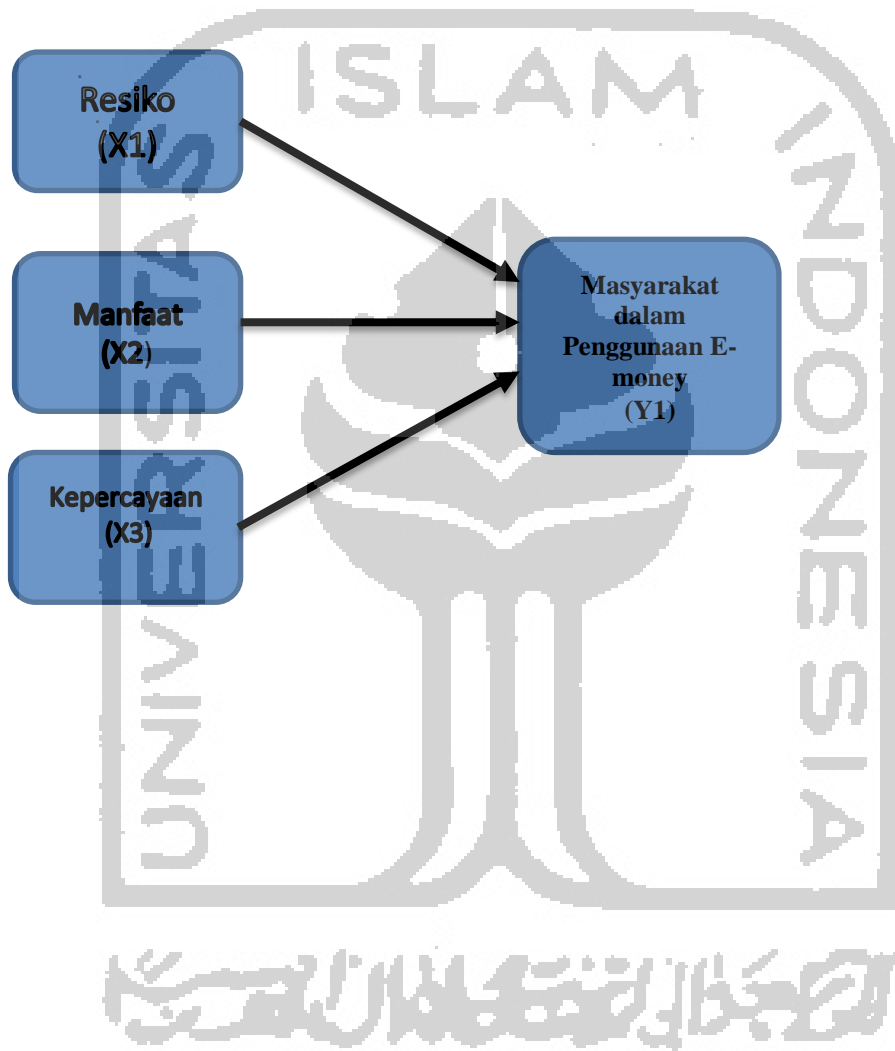 Resiko
(X1)
Manfaat
(X2)
Kepercayaan
(X3)
Masyarakat
dalam
Penggunaan E-
money
(Y1)
UNIVERSITAS
ISLAM
INDONESIA